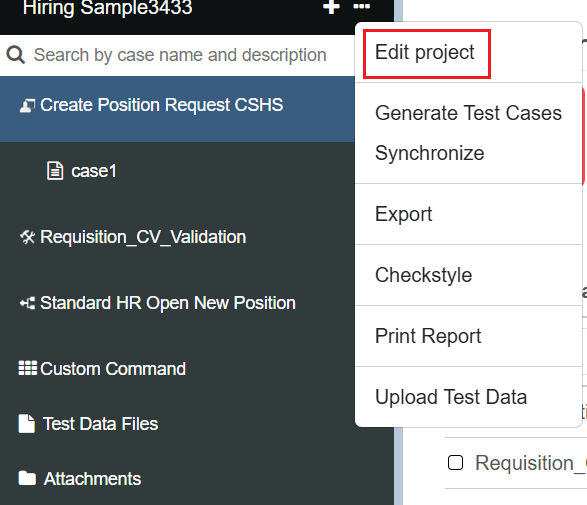 Hiring Sample3433
Search by case name and description
Create Position Request CSHS
case1
Requisition_CV_Validation
Standard HR Open New Position
Custom Command
Test Data Files
Attachments
Edit project
Generate Test Cases
Synchronize
Export
Checkstyle
Print Report
Upload Test Data
Requisition_